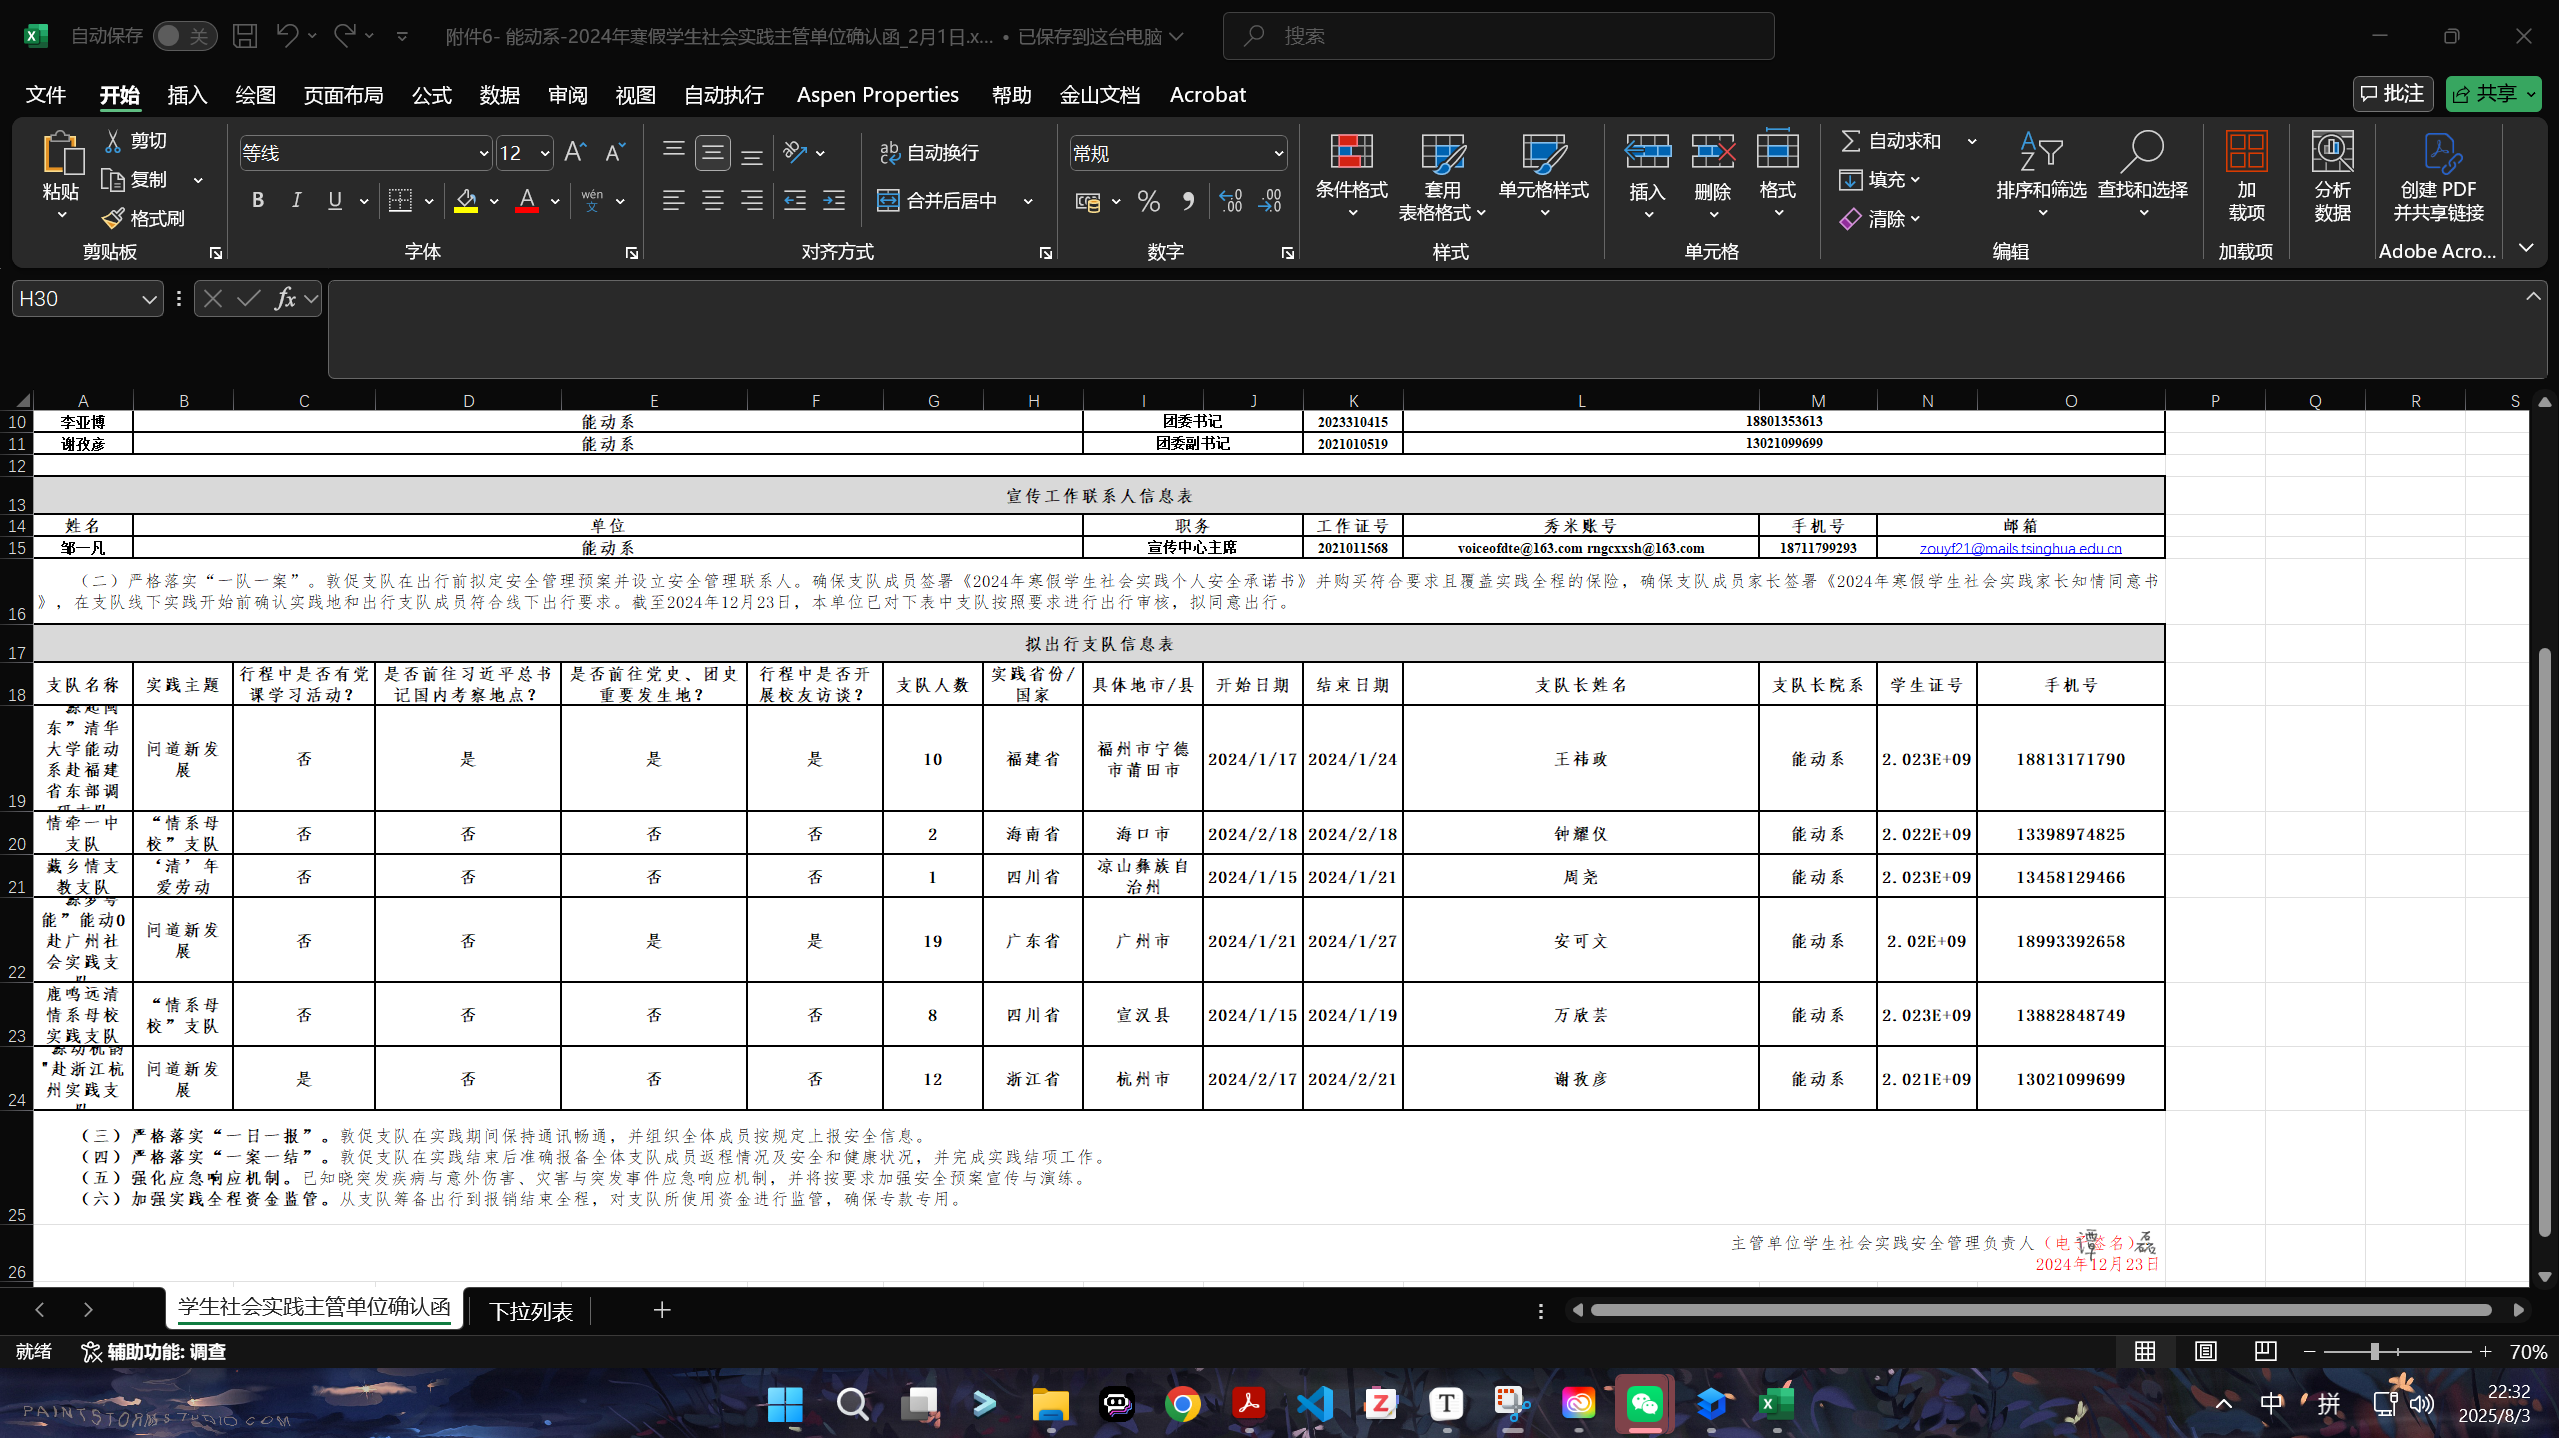 自动保存 关 附件6- 能动系-2024年寒假学生社会实践主管单位确认函_2月1日.x... • 已保存到这台电脑 搜索
文件 开始 插入 绘图 页面布局 公式 数据 审阅 视图 自动执行 Aspen Properties 帮助 金山文档 Acrobat 批注 共享
粘贴 剪切 复制 格式刷 剪贴板
等线 12 B I U A wén 文 字体
自动换行 合并后居中 对齐方式
常规 % 数字
条件格式 套用 表格格式 单元格样式 样式
插入 删除 格式 单元格
自动求和 填充 清除 排序和筛选 查找和选择 编辑
加 载项 加载项
分析 数据
创建 PDF 并共享链接 Adobe Acro...
H30 fx
A B C D E F G H I J K L M N O P Q R S
10 李亚博 能动系 团委书记 2023310415 18801353613
11 谢孜彦 能动系 团委副书记 2021010519 13021099699
12
13 宣传工作联系人信息表
14 姓名 单位 职务 工作证号 秀米账号 手机号 邮箱
15 邹一凡 能动系 宣传中心主席 2021011568 voiceofdte@163.com rngcxxsh@163.com 18711799293 zouyf21@mails.tsinghua.edu.cn
（二）严格落实“一队一案”。敦促支队在出行前拟定安全管理预案并设立安全管理联系人。确保支队成员签署《2024年寒假学生社会实践个人安全承诺书》并购买符合要求且覆盖实践全程的保险，确保支队成员家长签署《2024年寒假学生社会实践家长知情同意书
16 》，在支队线下实践开始前确认实践地和出行支队成员符合线下出行要求。截至2024年12月23日，本单位已对下表中支队按照要求进行出行审核，拟同意出行。
17 拟出行支队信息表
18 支队名称 实践主题 行程中是否有党课学习活动？ 是否前往习近平总书记国内考察地点？ 是否前往党史、团史重要发生地？ 行程中是否开展校友访谈？ 支队人数 实践省份/国家 具体地市/县 开始日期 结束日期 支队长姓名 支队长院系 学生证号 手机号
19 东”清华大学能动系赴福建省东部调 问道新发展 否 是 是 是 10 福建省 福州市宁德市莆田市 2024/1/17 2024/1/24 王祎政 能动系 2.023E+09 18813171790
20 情牵一中支队 “情系母校”支队 否 否 否 否 2 海南省 海口市 2024/2/18 2024/2/18 钟耀仪 能动系 2.022E+09 13398974825
21 藏乡情支教支队 ‘清’年爱劳动 否 否 否 否 1 四川省 凉山彝族自治州 2024/1/15 2024/1/21 周尧 能动系 2.023E+09 13458129466
22 能”能动0赴广州社会实践支 问道新发展 否 否 是 是 19 广东省 广州市 2024/1/21 2024/1/27 安可文 能动系 2.02E+09 18993392658
23 鹿鸣远清情系母校实践支队 “情系母校”支队 否 否 否 否 8 四川省 宣汉县 2024/1/15 2024/1/19 万欣芸 能动系 2.023E+09 13882848749
24 "赴浙江杭州实践支 问道新发展 是 否 否 否 12 浙江省 杭州市 2024/2/17 2024/2/21 谢孜彦 能动系 2.021E+09 13021099699
（三）严格落实“一日一报”。敦促支队在实践期间保持通讯畅通，并组织全体成员按规定上报安全信息。
（四）严格落实“一案一结”。敦促支队在实践结束后准确报备全体支队成员返程情况及安全和健康状况，并完成实践结项工作。
（五）强化应急响应机制。已知晓突发疾病与意外伤害、灾害与突发事件应急响应机制，并将按要求加强安全预案宣传与演练。
（六）加强实践全程资金监管。从支队筹备出行到报销结束全程，对支队所使用资金进行监管，确保专款专用。
25
主管单位学生社会实践安全管理负责人（电子签名） 谭磊
26 2024年12月23日
学生社会实践主管单位确认函 下拉列表
就绪 辅助功能: 调查 70%
PAINTSTORMSTUDIO.COM
中 拼 22:32
2025/8/3